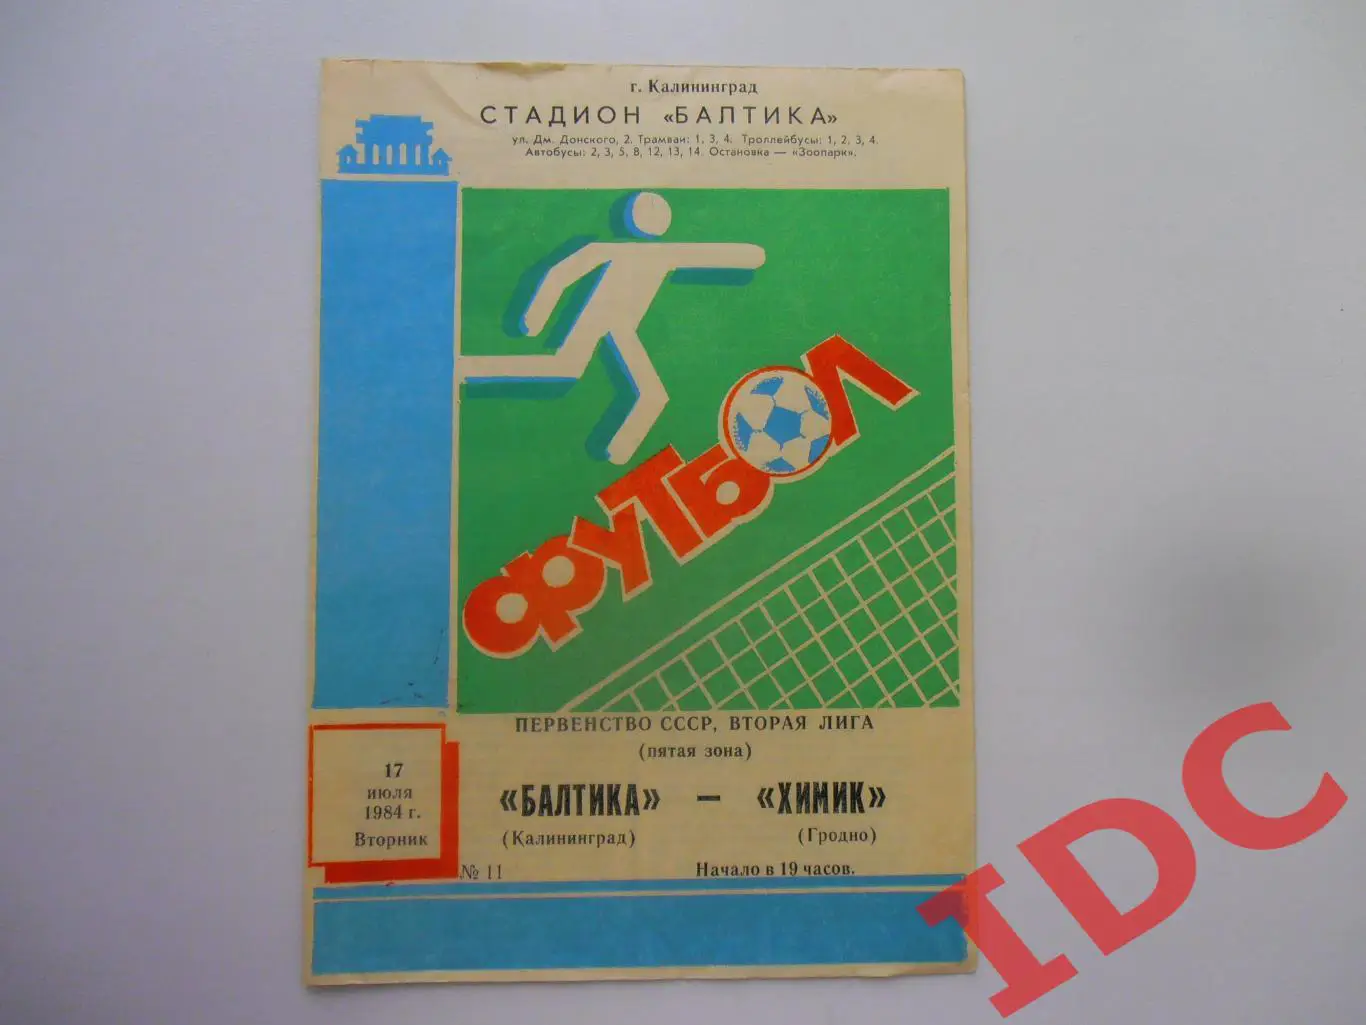 г. Калининград
СТАДИОН «БАЛТИКА»
ул. Дм. Донского, 2. Трамваи: 1, 3, 4. Троллейбусы: 1, 2, 3, 4.
Автобусы: 2, 3, 5, 8, 12, 13, 14. Остановка — «Зоопарк».
ФУТБОЛ
ПЕРВЕНСТВО СССР, ВТОРАЯ ЛИГА
(пятая зона)
17
июля
1984 г.
Вторник
«БАЛТИКА» — «ХИМИК»
(Калининград) (Гродно)
№ 11 Начало в 19 часов.
IDC